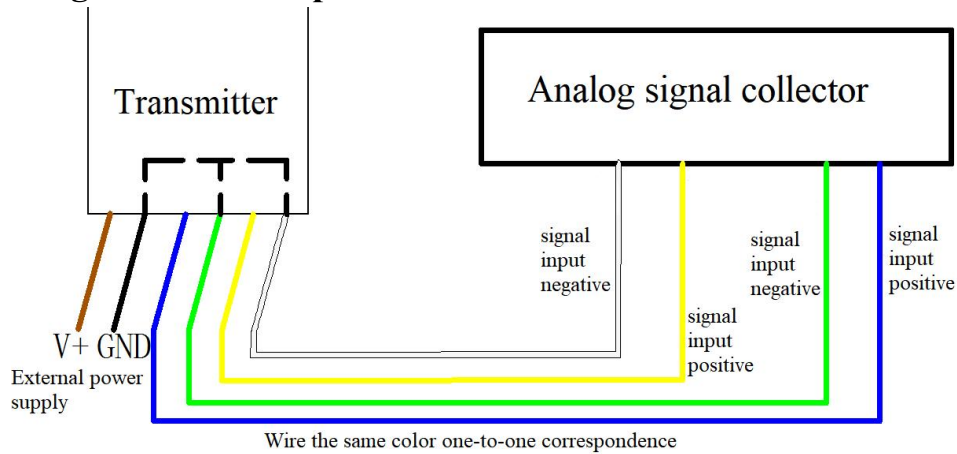 Transmitter
Analog signal collector
signal
input
negative
signal
input
positive
signal
input
negative
signal
input
positive
V+ GND
External power
supply
Wire the same color one-to-one correspondence